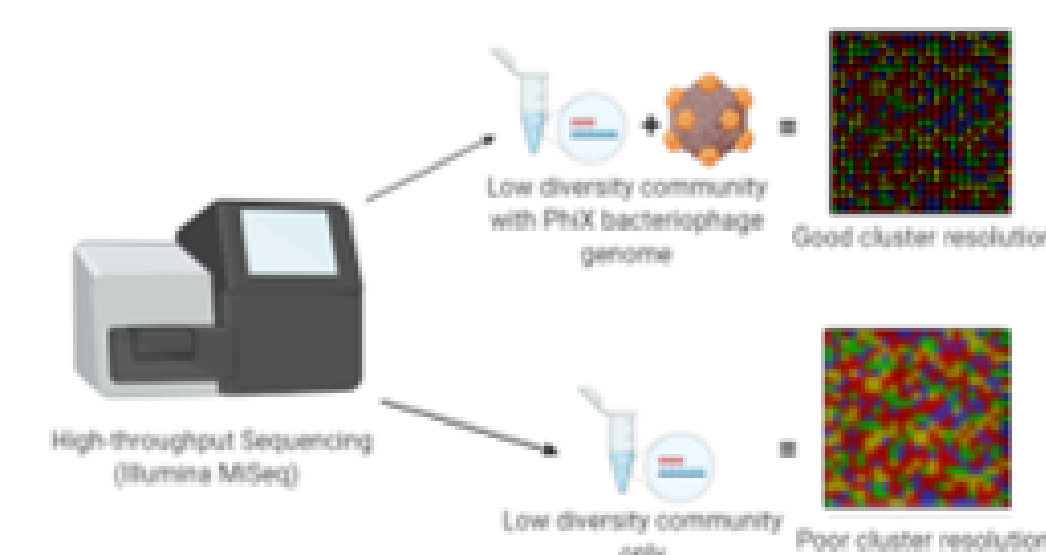 Low diversity community
with PhiX bacteriophage
genome
+
=
Good cluster resolution
High-throughput Sequencing
(Illumina MiSeq)
Low diversity community
only
=
Poor cluster resolution